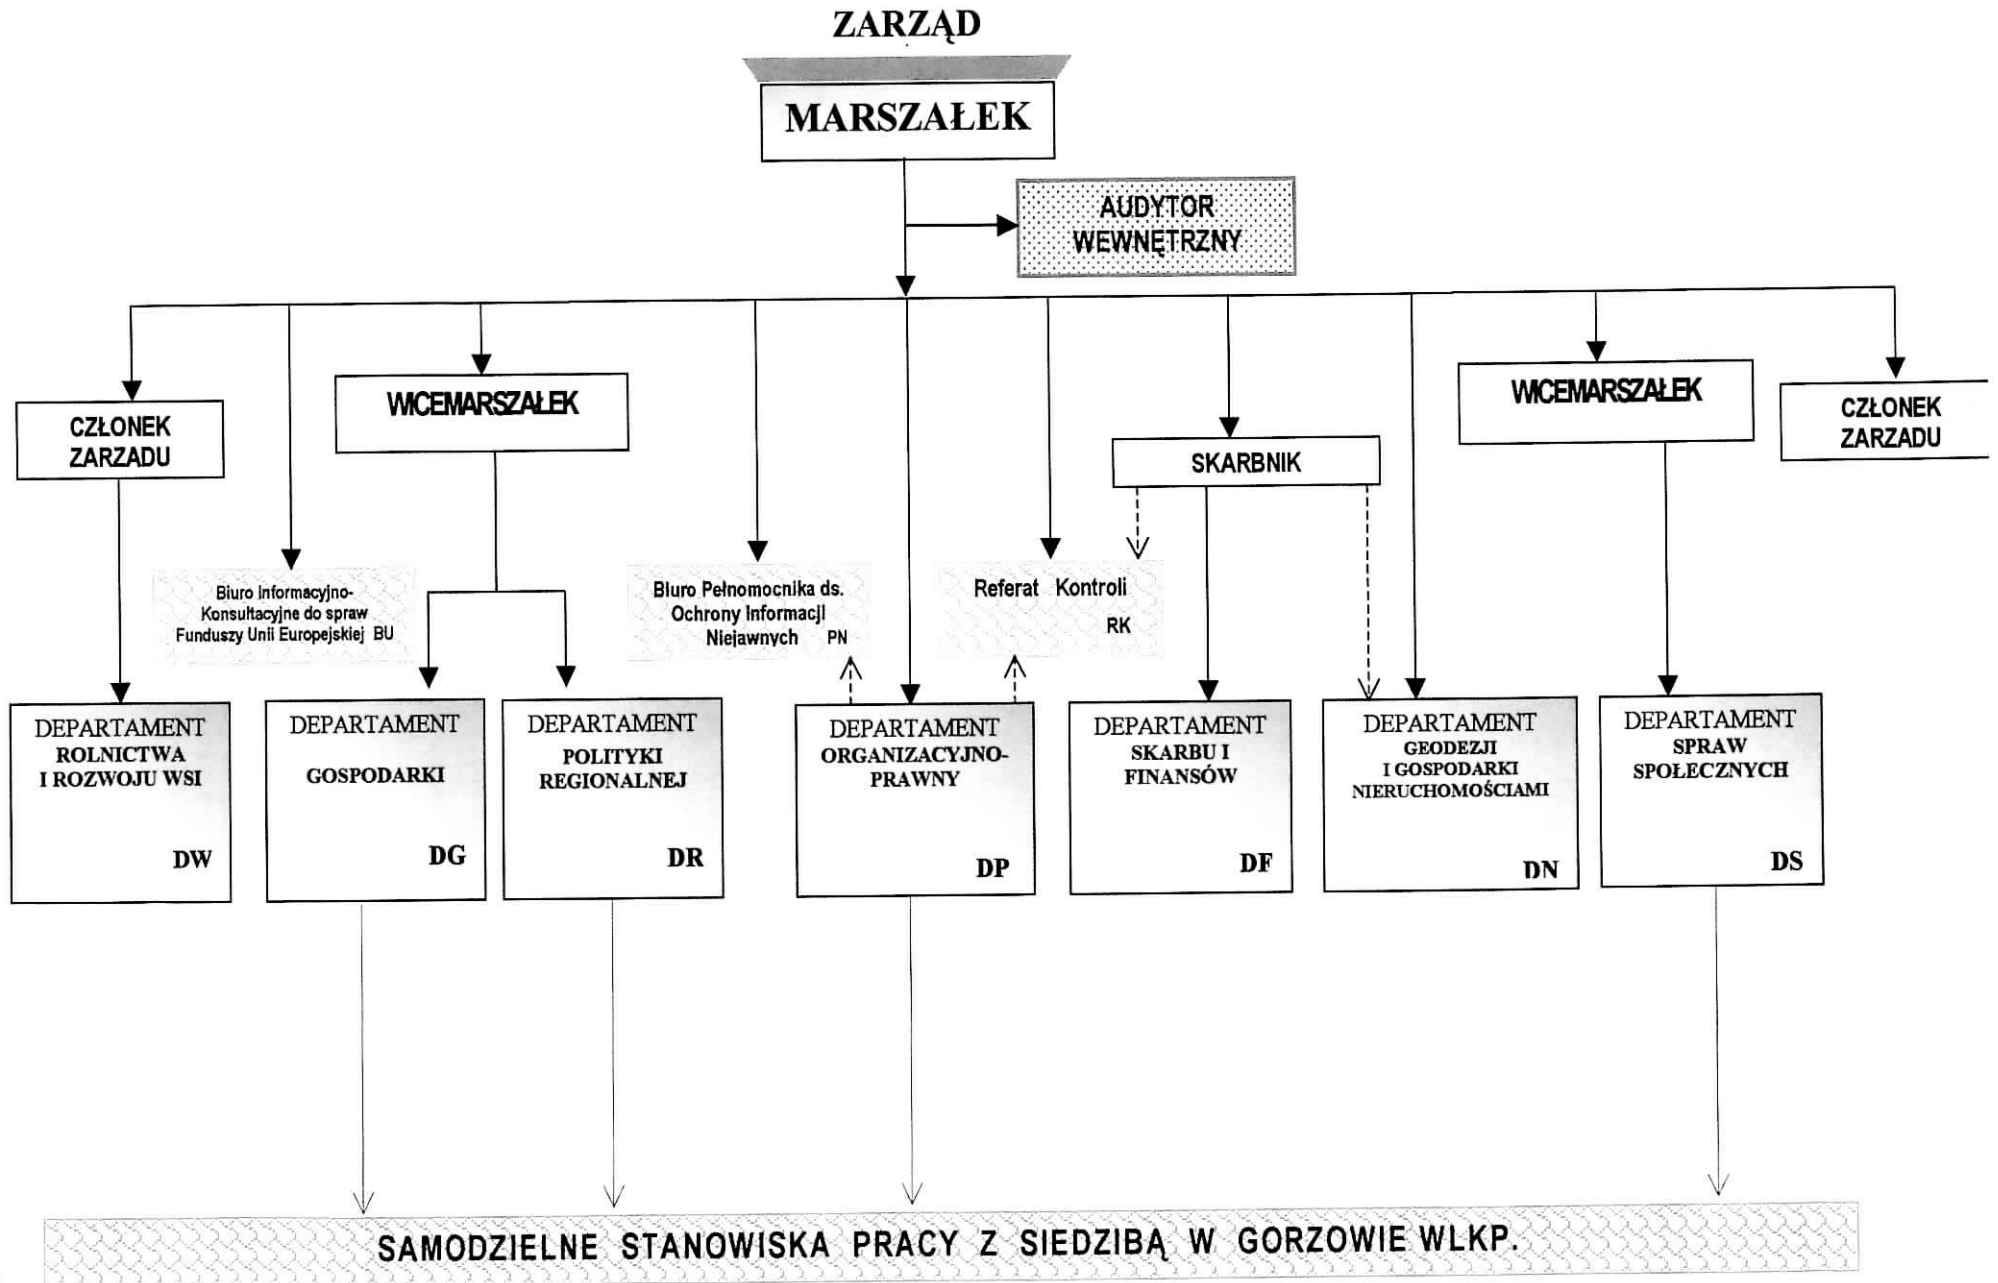 ZARZĄD
MARSZAŁEK
AUDYTOR
WEWNĘTRZNY
CZŁONEK
ZARZADU
WICEMARSZAŁEK
SKARBNIK
WICEMARSZAŁEK
CZŁONEK
ZARZADU
Biuro Informacyjno-
Konsultacyjne do spraw
Funduszy Unii Europejskiej BU
Biuro Pełnomocnika ds.
Ochrony Informacji
Niejawnych PN
Referat Kontroli
RK
DEPARTAMENT
ROLNICTWA
I ROZWOJU WSI
DW
DEPARTAMENT
GOSPODARKI
DG
DEPARTAMENT
POLITYKI
REGIONALNEJ
DR
DEPARTAMENT
ORGANIZACYJNO-
PRAWNY
DP
DEPARTAMENT
SKARBU I
FINANSÓW
DF
DEPARTAMENT
GEODEZJI
I GOSPODARKI
NIERUCHOMOŚCIAMI
DN
DEPARTAMENT
SPRAW
SPOŁECZNYCH
DS
SAMODZIELNE STANOWISKA PRACY Z SIEDZIBĄ W GORZOWIE WLKP.